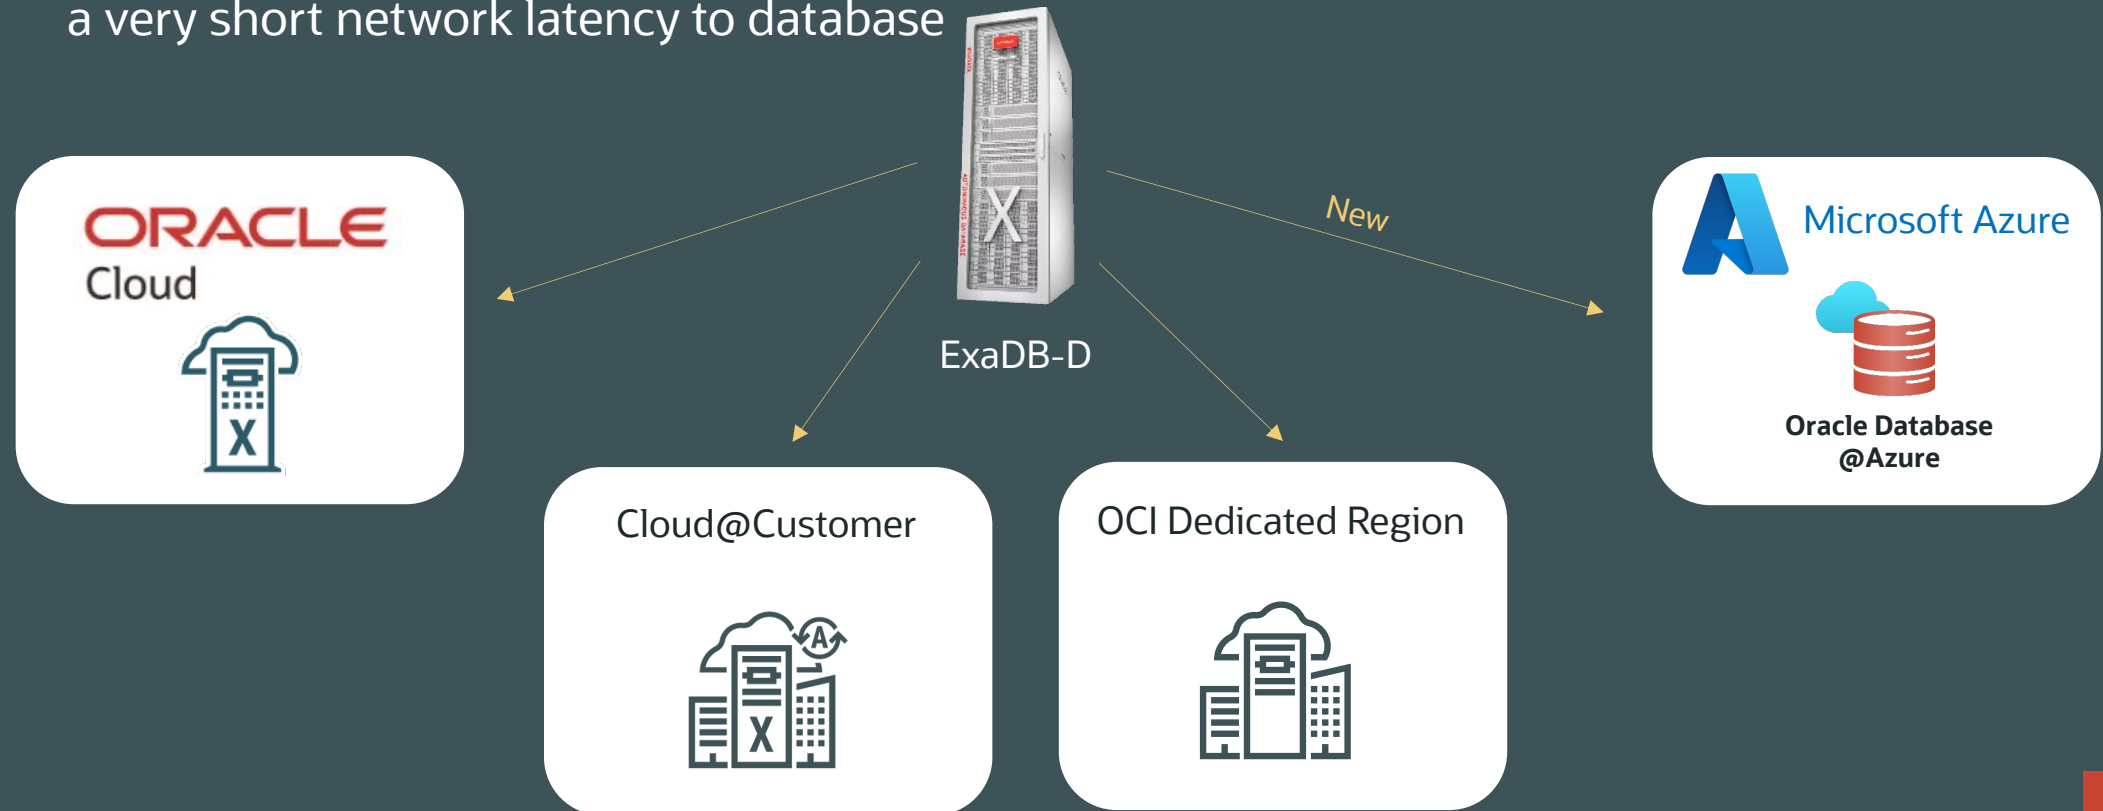 a very short network latency to database
ORACLE
Cloud
X
X
ExaDB-D
New
Microsoft Azure
Oracle Database
@Azure
Cloud@Customer
A
X
OCI Dedicated Region